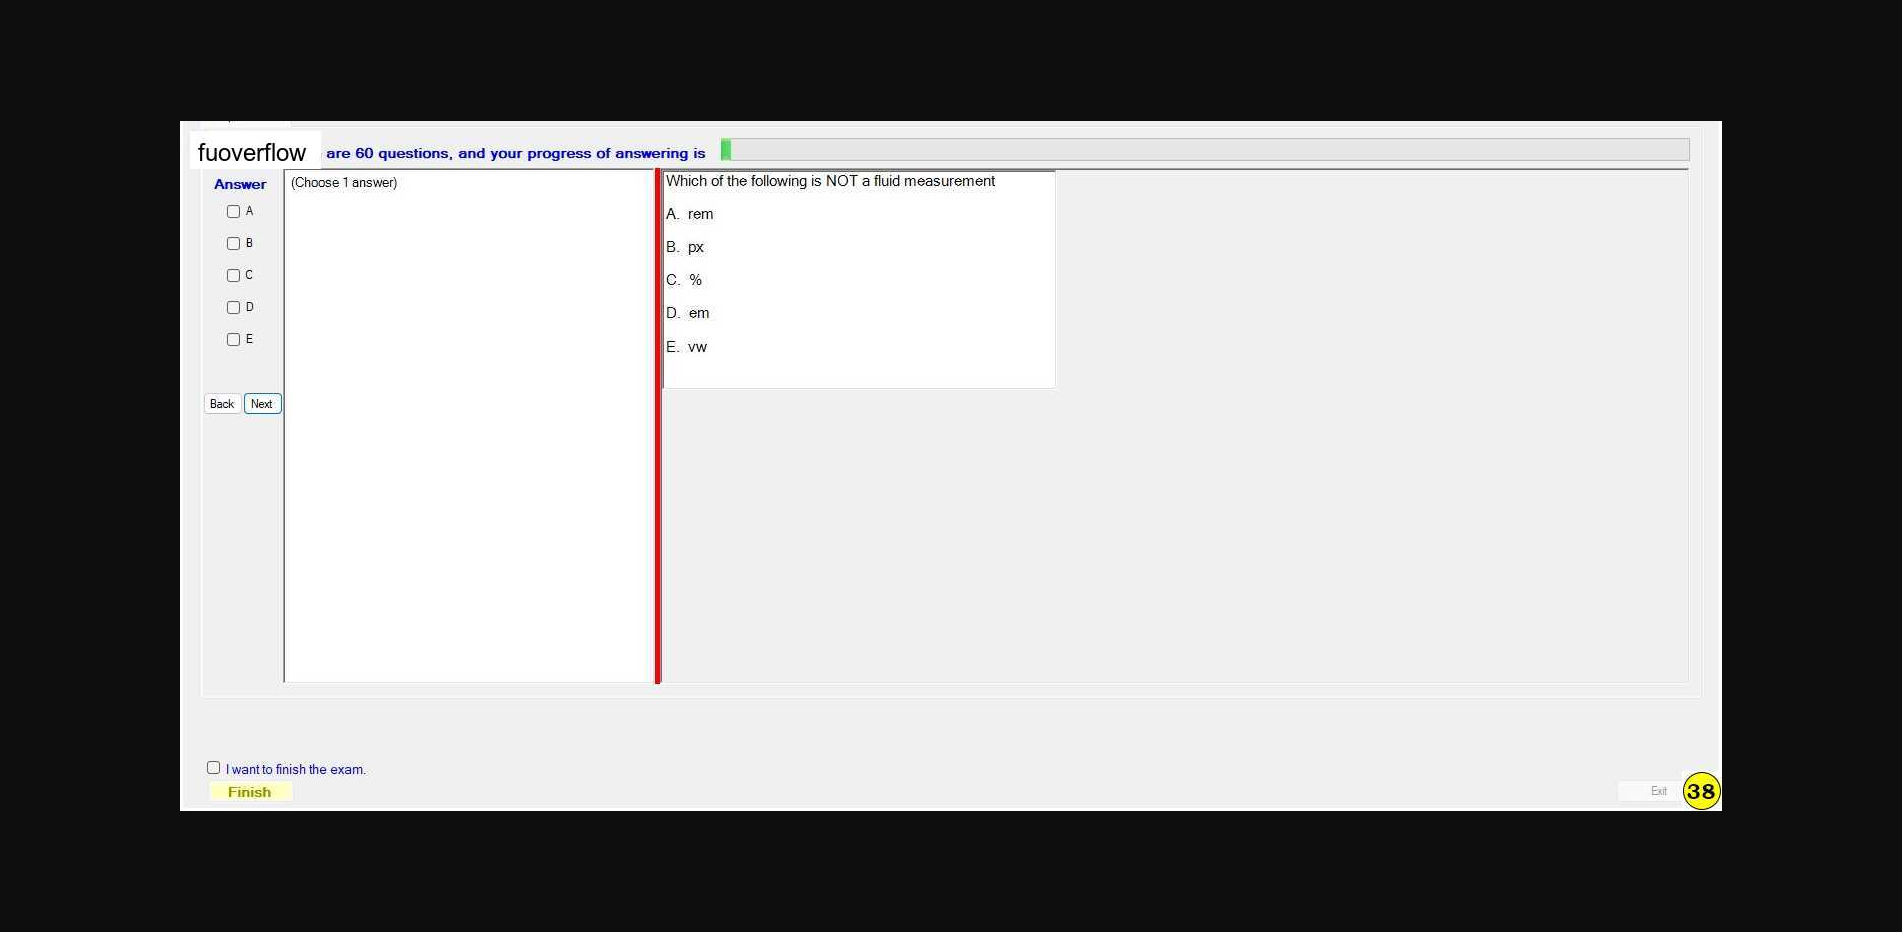 fuoverflow are 60 questions, and your progress of answering is
Answer
(Choose 1 answer)
A
B
C
D
E
Back Next
Which of the following is NOT a fluid measurement
A. rem
B. px
C. %
D. em
E. vw
I want to finish the exam.
Finish
Exit
38